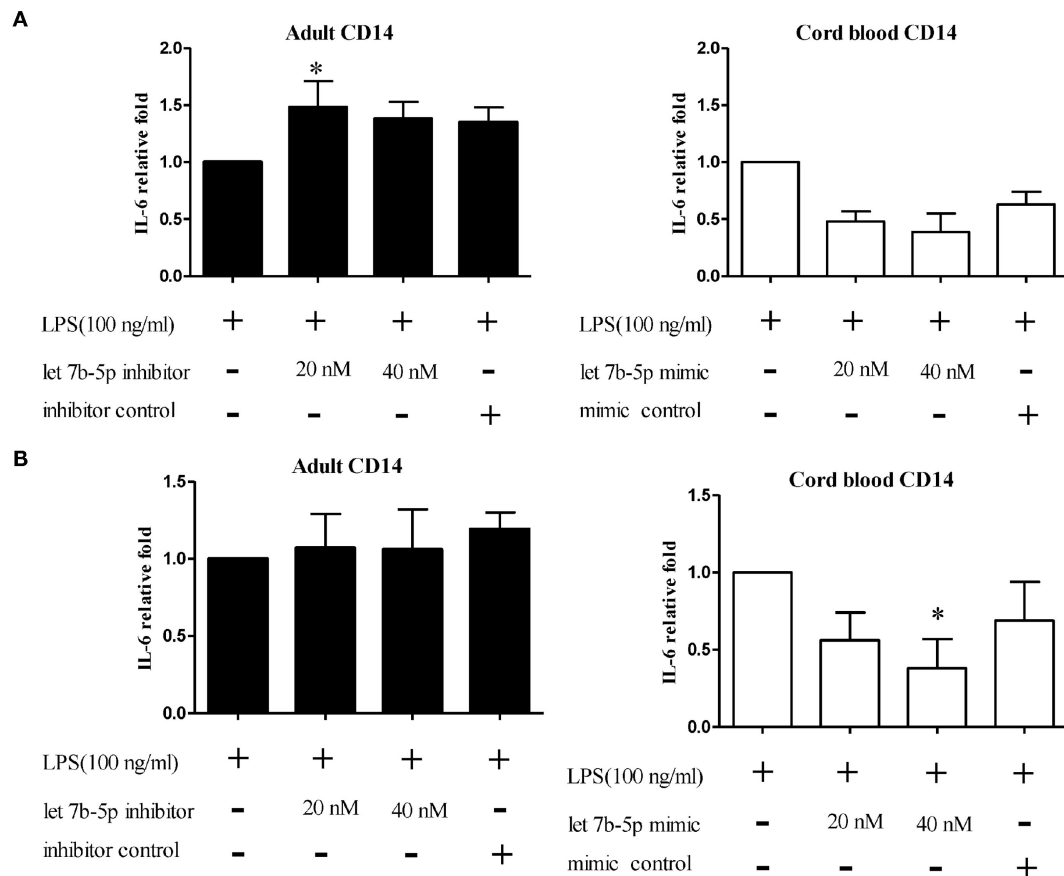 A
Adult CD14
IL-6 relative fold
2.0
1.5
1.0
0.5
0.0
*
LPS(100 ng/ml) + + + +
let 7b-5p inhibitor - 20 nM 40 nM -
inhibitor control - - - +
Cord blood CD14
IL-6 relative fold
2.0
1.5
1.0
0.5
0.0
LPS(100 ng/ml) + + + +
let 7b-5p mimic - 20 nM 40 nM -
mimic control - - - +
B
Adult CD14
IL-6 relative fold
1.5
1.0
0.5
0.0
LPS(100 ng/ml) + + + +
let 7b-5p inhibitor - 20 nM 40 nM -
inhibitor control - - - +
Cord blood CD14
IL-6 relative fold
1.5
1.0
0.5
0.0
*
LPS(100 ng/ml) + + + +
let 7b-5p mimic - 20 nM 40 nM -
mimic control - - - +